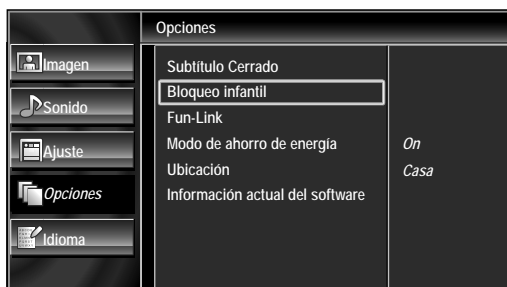 Opciones
Imagen
Sonido
Ajuste
Opciones
Idioma
Subtítulo Cerrado
Bloqueo infantil
Fun-Link
Modo de ahorro de energía On
Ubicación Casa
Información actual del software